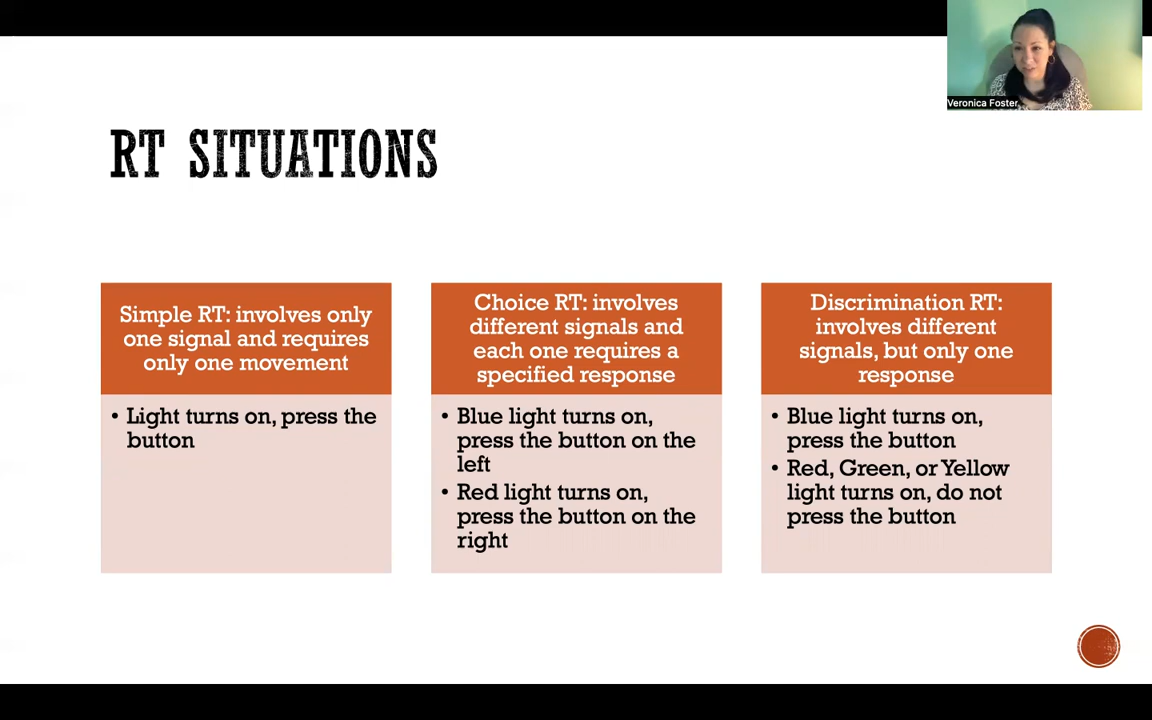 Veronica Foster
RT SITUATIONS
Simple RT: involves only
one signal and requires
only one movement
• Light turns on, press the
button
Choice RT: involves
different signals and
each one requires a
specified response
• Blue light turns on,
press the button on the
left
• Red light turns on,
press the button on the
right
Discrimination RT:
involves different
signals, but only one
response
• Blue light turns on,
press the button
• Red, Green, or Yellow
light turns on, do not
press the button